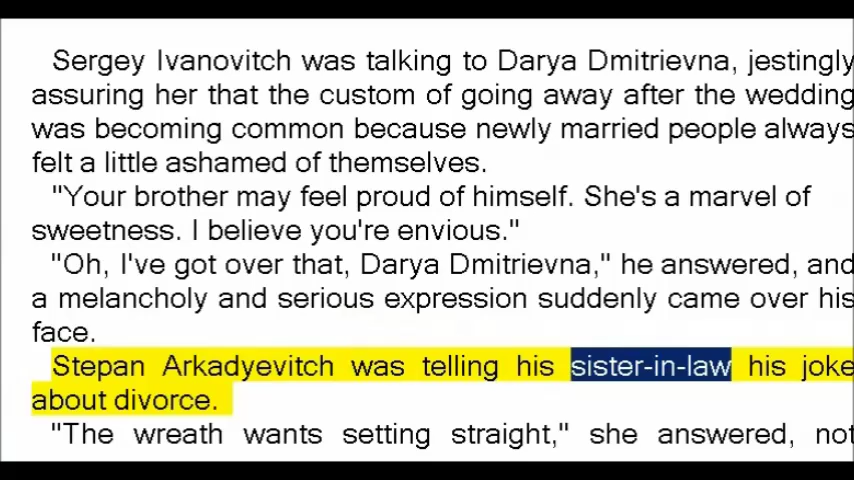 Sergey Ivanovitch was talking to Darya Dmitrievna, jestingly
assuring her that the custom of going away after the wedding
was becoming common because newly married people always
felt a little ashamed of themselves.
"Your brother may feel proud of himself. She's a marvel of
sweetness. I believe you're envious."
"Oh, I've got over that, Darya Dmitrievna," he answered, and
a melancholy and serious expression suddenly came over his
face.
Stepan Arkadyevitch was telling his sister-in-law his joke
about divorce.
"The wreath wants setting straight," she answered, not